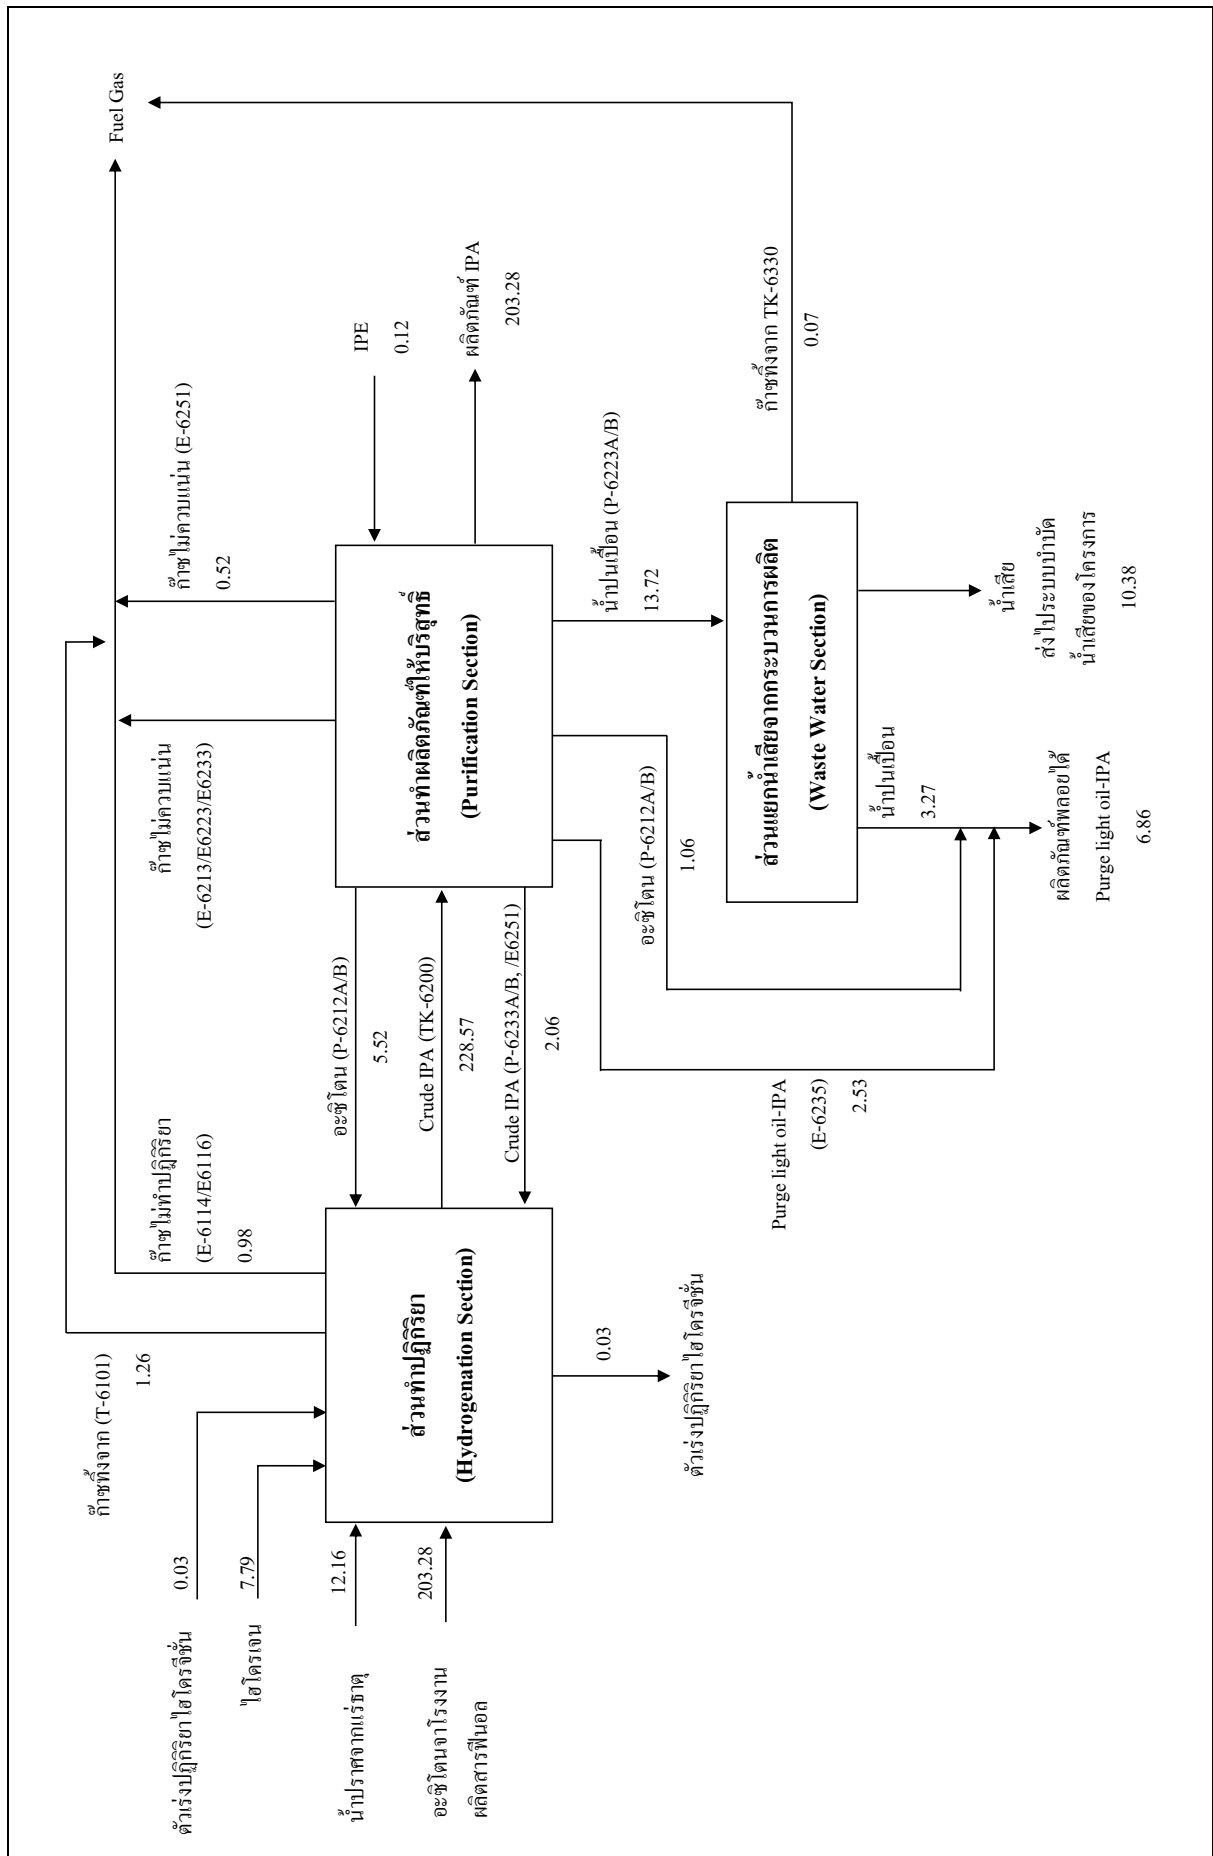 Fuel Gas
ก๊าซทิ้งจาก (T-6101)
1.26
ก๊าซไม่ทำปฏิกิริยา
(E-6114/E6116)
0.98
ก๊าซไม่ควบแน่น
(E-6213/E6223/E6233)
ก๊าซไม่ควบแน่น (E-6251)
0.52
IPE
0.12
ผลิตภัณฑ์ IPA
203.28
ตัวเร่งปฏิกิริยาไฮโดรจีชั่น
0.03
ไฮโดรเจน
7.79
น้ำปราศจากแร่ธาตุ
12.16
อะซิโตนจาโรงงาน
ผลิตสารฟีนอล
203.28
ส่วนทำปฏิกิริยา
(Hydrogenation Section)
อะซิโตน (P-6212A/B)
5.52
Crude IPA (TK-6200)
228.57
Crude IPA (P-6233A/B, /E6251)
2.06
ส่วนทำผลิตภัณฑ์ให้บริสุทธิ์
(Purification Section)
0.03
ตัวเร่งปฏิกิริยาไฮโดรจีชั่น
น้ำปนเปื้อน (P-6223A/B)
13.72
อะซิโตน (P-6212A/B)
1.06
Purge light oil-IPA
(E-6235)
2.53
ส่วนแยกน้ำเสียจากกระบวนการผลิต
(Waste Water Section)
ก๊าซทิ้งจาก TK-6330
0.07
น้ำปนเปื้อน
3.27
ผลิตภัณฑ์พลอยได้
Purge light oil-IPA
6.86
น้ำเสีย
ส่งไประบบบำบัด
น้ำเสียของโครงการ
10.38